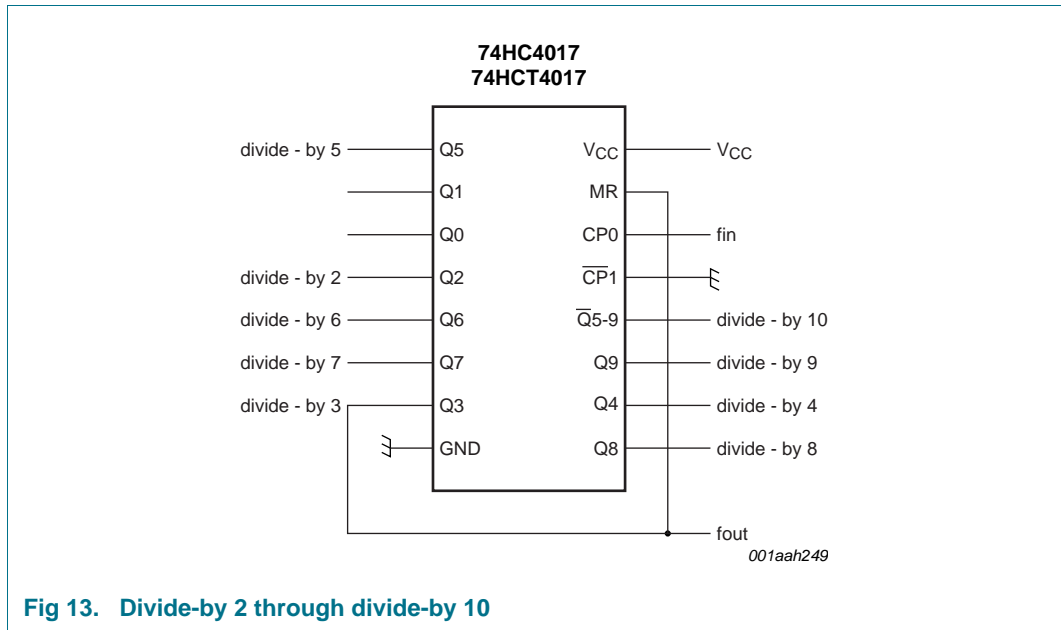 74HC4017
74HCT4017
divide - by 5 Q5 VCC VCC
Q1 MR
Q0 CP0 fin
divide - by 2 Q2 C̅P̅1
divide - by 6 Q6 Q̅5-9 divide - by 10
divide - by 7 Q7 Q9 divide - by 9
divide - by 3 Q3 Q4 divide - by 4
GND Q8 divide - by 8
fout
001aah249
Fig 13. Divide-by 2 through divide-by 10